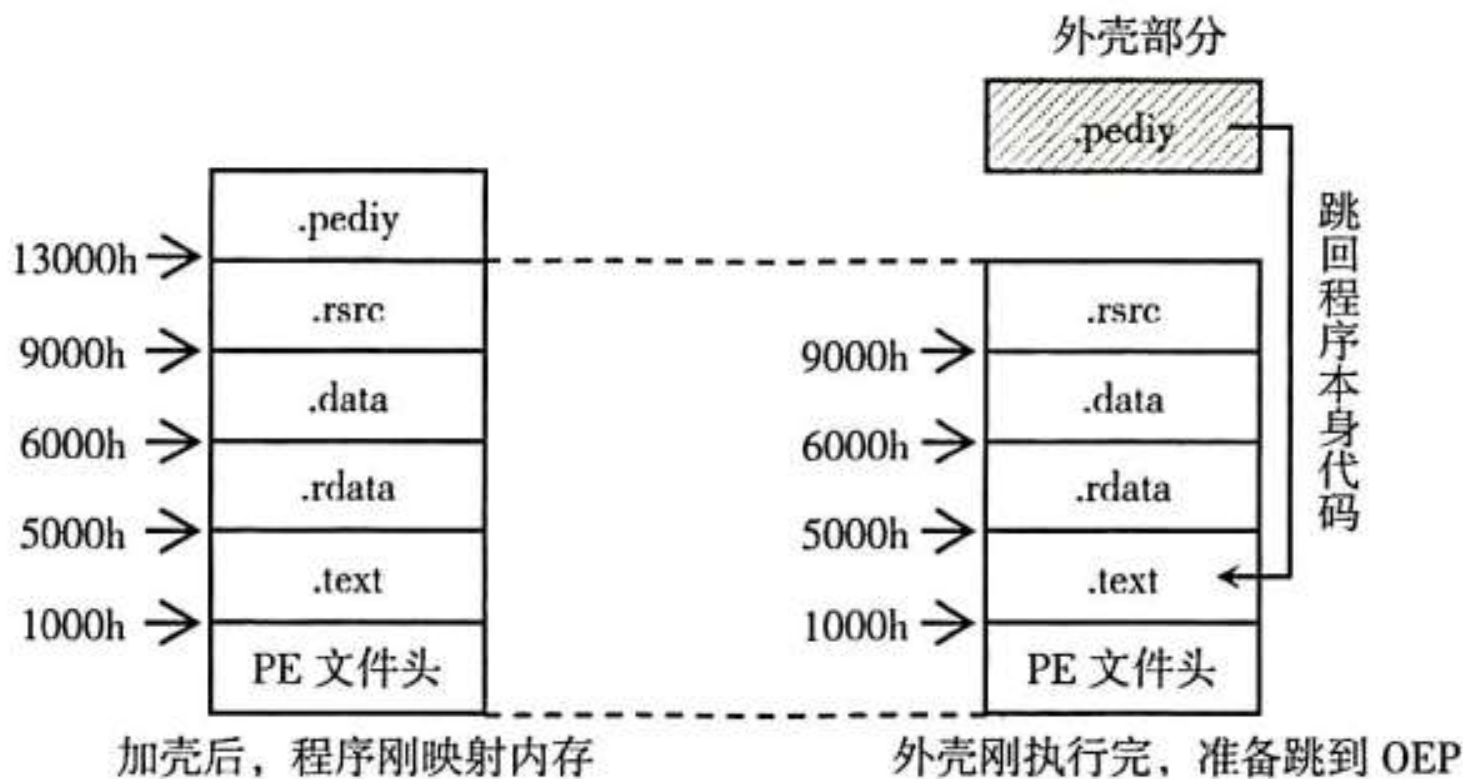 外壳部分
.pediy
跳回程序本身代码
.pediy
13000h
.rsrc
9000h
.data
6000h
.rdata
5000h
.text
1000h
PE 文件头
加壳后，程序刚映射内存
.rsrc
9000h
.data
6000h
.rdata
5000h
.text
1000h
PE 文件头
外壳刚执行完，准备跳到 OEP